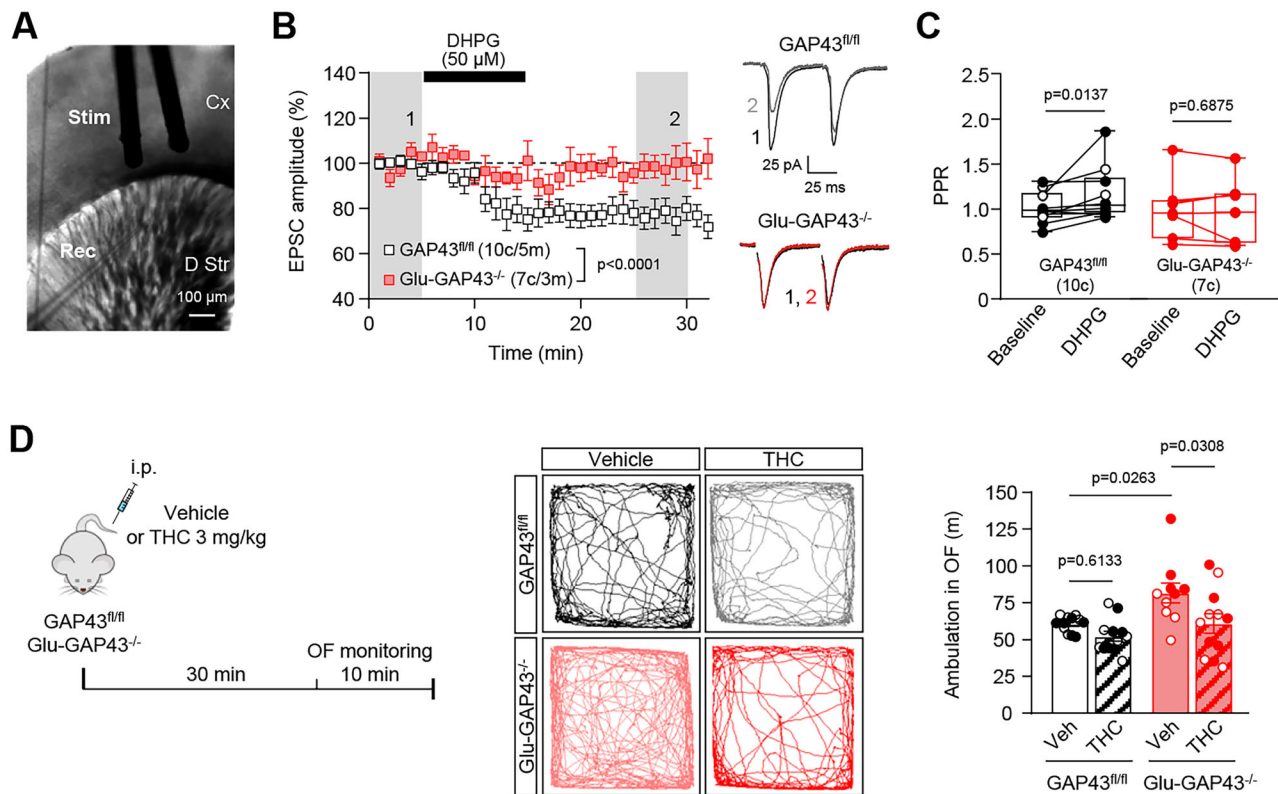 A
Stim
Cx
Rec
D Str
100 µm
B
DHPG
(50 µM)
EPSC amplitude (%)
140
120
100
80
60
40
1
2
GAP43fl/fl (10c/5m)
Glu-GAP43-/- (7c/3m)
p<0.0001
0
10
20
30
Time (min)
GAP43fl/fl
2
1
25 pA
25 ms
Glu-GAP43-/-
1, 2
C
PPR
2.5
2.0
1.5
1.0
0.5
0
p=0.0137
p=0.6875
GAP43fl/fl
(10c)
Glu-GAP43-/-
(7c)
Baseline
DHPG
Baseline
DHPG
D
i.p.
Vehicle
or THC 3 mg/kg
GAP43fl/fl
Glu-GAP43-/-
OF monitoring
30 min
10 min
Vehicle
THC
GAP43fl/fl
Glu-GAP43-/-
Ambulation in OF (m)
150
125
100
75
50
25
0
p=0.0308
p=0.0263
p=0.6133
Veh
THC
Veh
THC
GAP43fl/fl
Glu-GAP43-/-